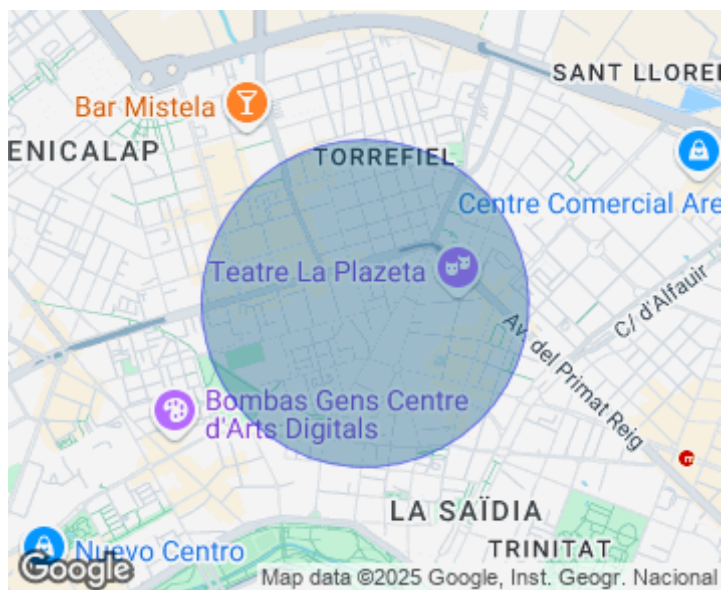 SANT LLOREN
Bar Mistela
ENICALAP
TORREFIEL
Centre Comercial Are
Teatre La Plazeta
C/ d'Alfauir
Av. del Primat Reig
Bombas Gens Centre
d'Arts Digitals
LA SAÏDIA
Nuevo Centro
TRINITAT
Google
Map data ©2025 Google, Inst. Geogr. Nacional